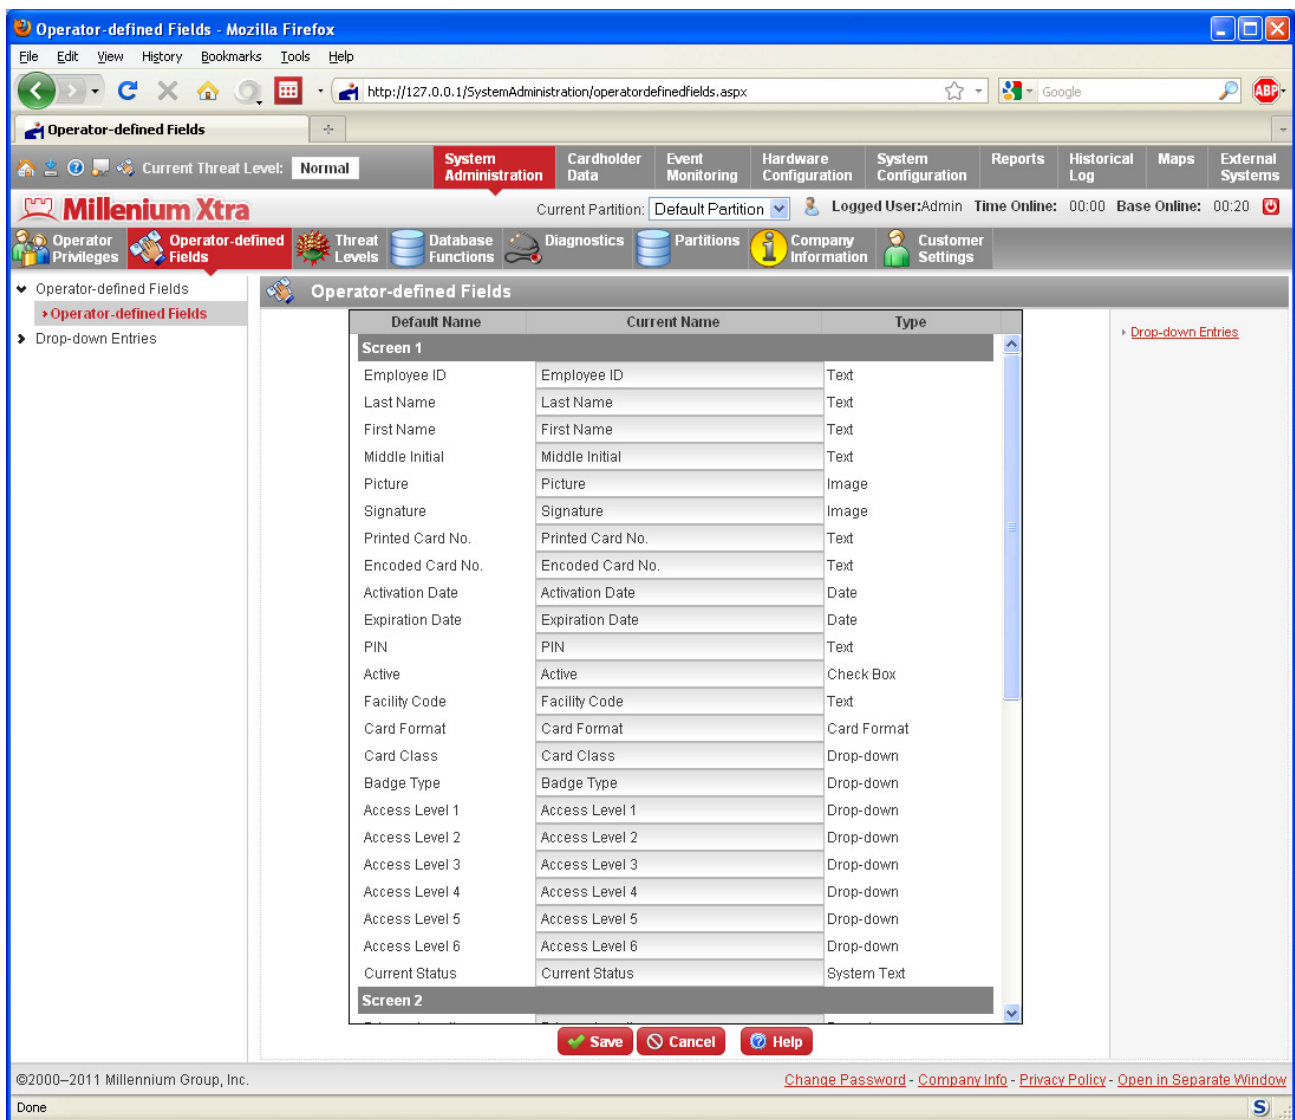 Operator-defined Fields - Mozilla Firefox
File Edit View History Bookmarks Tools Help
http://127.0.0.1/SystemAdministration/operatordefinedfields.aspx Google ABP
Operator-defined Fields
Current Threat Level: Normal System Administration Cardholder Data Event Monitoring Hardware Configuration System Configuration Reports Historical Log Maps External Systems
Millenium Xtra Current Partition: Default Partition Logged User:Admin Time Online: 00:00 Base Online: 00:20
Operator Privileges Operator-defined Fields Threat Levels Database Functions Diagnostics Partitions Company Information Customer Settings
Operator-defined Fields
Operator-defined Fields
Drop-down Entries
Operator-defined Fields
Default Name Current Name Type
Screen 1
Employee ID Employee ID Text
Last Name Last Name Text
First Name First Name Text
Middle Initial Middle Initial Text
Picture Picture Image
Signature Signature Image
Printed Card No. Printed Card No. Text
Encoded Card No. Encoded Card No. Text
Activation Date Activation Date Date
Expiration Date Expiration Date Date
PIN PIN Text
Active Active Check Box
Facility Code Facility Code Text
Card Format Card Format Card Format
Card Class Card Class Drop-down
Badge Type Badge Type Drop-down
Access Level 1 Access Level 1 Drop-down
Access Level 2 Access Level 2 Drop-down
Access Level 3 Access Level 3 Drop-down
Access Level 4 Access Level 4 Drop-down
Access Level 5 Access Level 5 Drop-down
Access Level 6 Access Level 6 Drop-down
Current Status Current Status System Text
Screen 2
Save Cancel Help
Drop-down Entries
©2000–2011 Millennium Group, Inc. Change Password - Company Info - Privacy Policy - Open in Separate Window
Done S